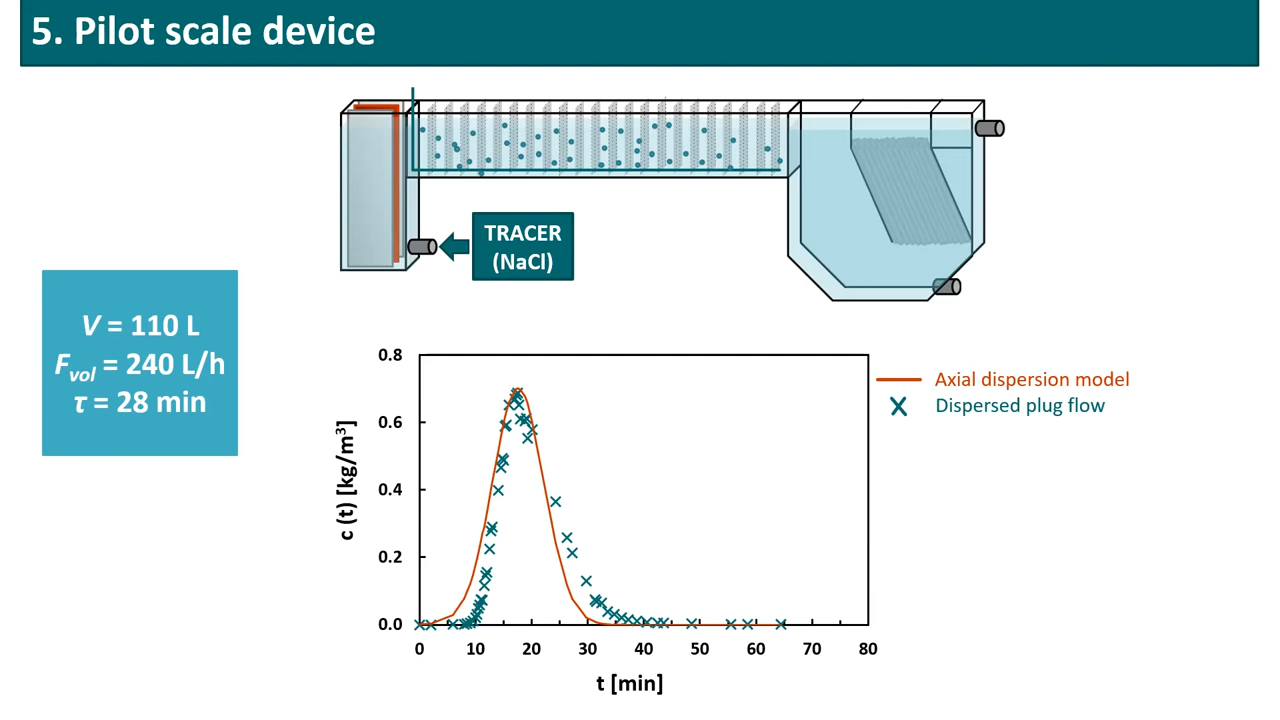 5. Pilot scale device
TRACER
(NaCl)
V = 110 L
Fvol = 240 L/h
τ = 28 min
0.8
0.6
0.4
0.2
0.0
c (t) [kg/m³]
0 10 20 30 40 50 60 70 80
t [min]
Axial dispersion model
Dispersed plug flow